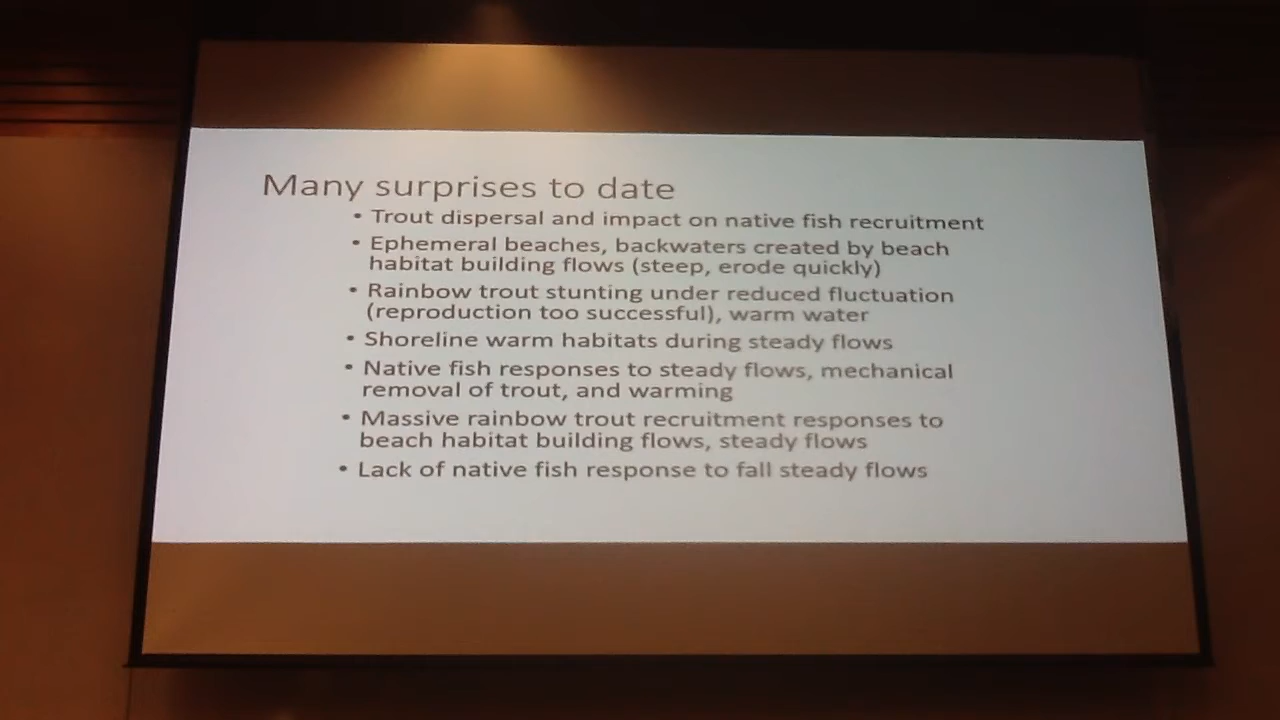 Many surprises to date
• Trout dispersal and impact on native fish recruitment
• Ephemeral beaches, backwaters created by beach
habitat building flows (steep, erode quickly)
• Rainbow trout stunting under reduced fluctuation
(reproduction too successful), warm water
• Shoreline warm habitats during steady flows
• Native fish responses to steady flows, mechanical
removal of trout, and warming
• Massive rainbow trout recruitment responses to
beach habitat building flows, steady flows
• Lack of native fish response to fall steady flows